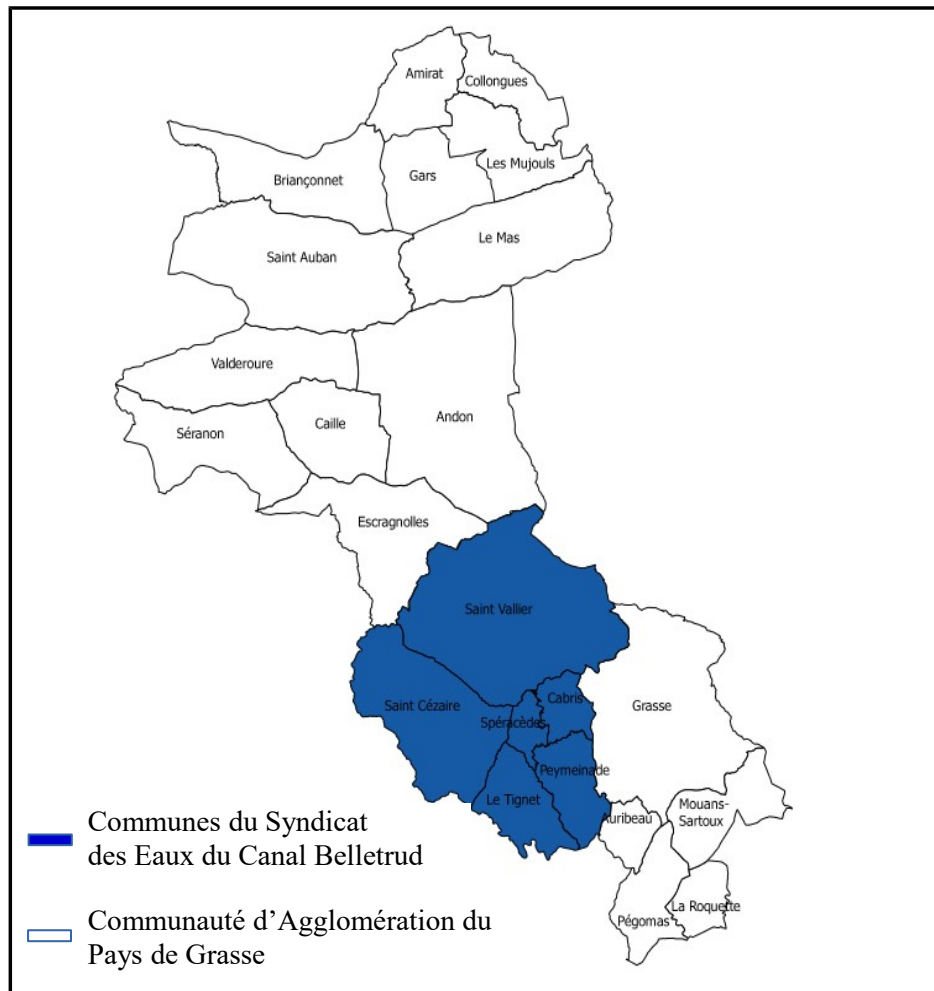 Amirat
Collongues
Les Mujouls
Briançonnet
Gars
Le Mas
Saint Auban
Valderoure
Andon
Caille
Séranon
Escragnolles
Saint Vallier
Cabris
Saint Cézaire
Grasse
Spéracèdes
Peymeinade
Le Tignet
Mouans-
Sartoux
Auribeau
La Roquette
Pégomas
Communes du Syndicat
des Eaux du Canal Belletrud
Communauté d’Agglomération du
Pays de Grasse